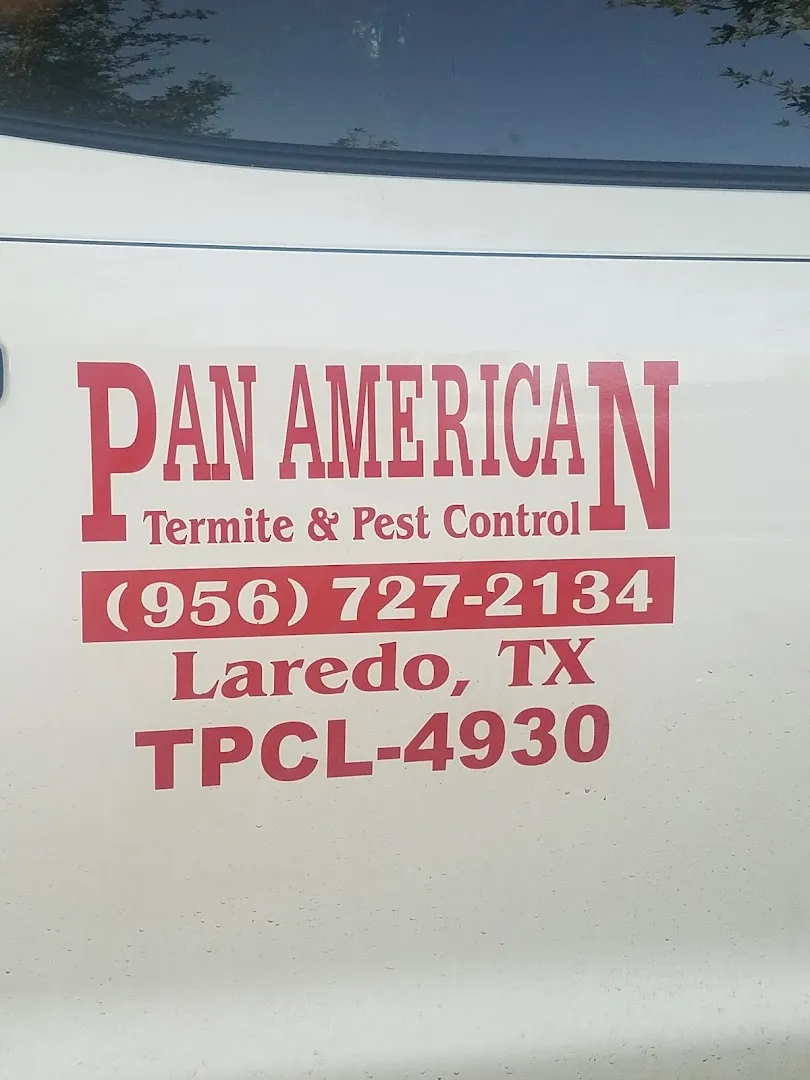 PAN AMERICAN
Termite & Pest Control
(956) 727-2134
Laredo, TX
TPCL-4930